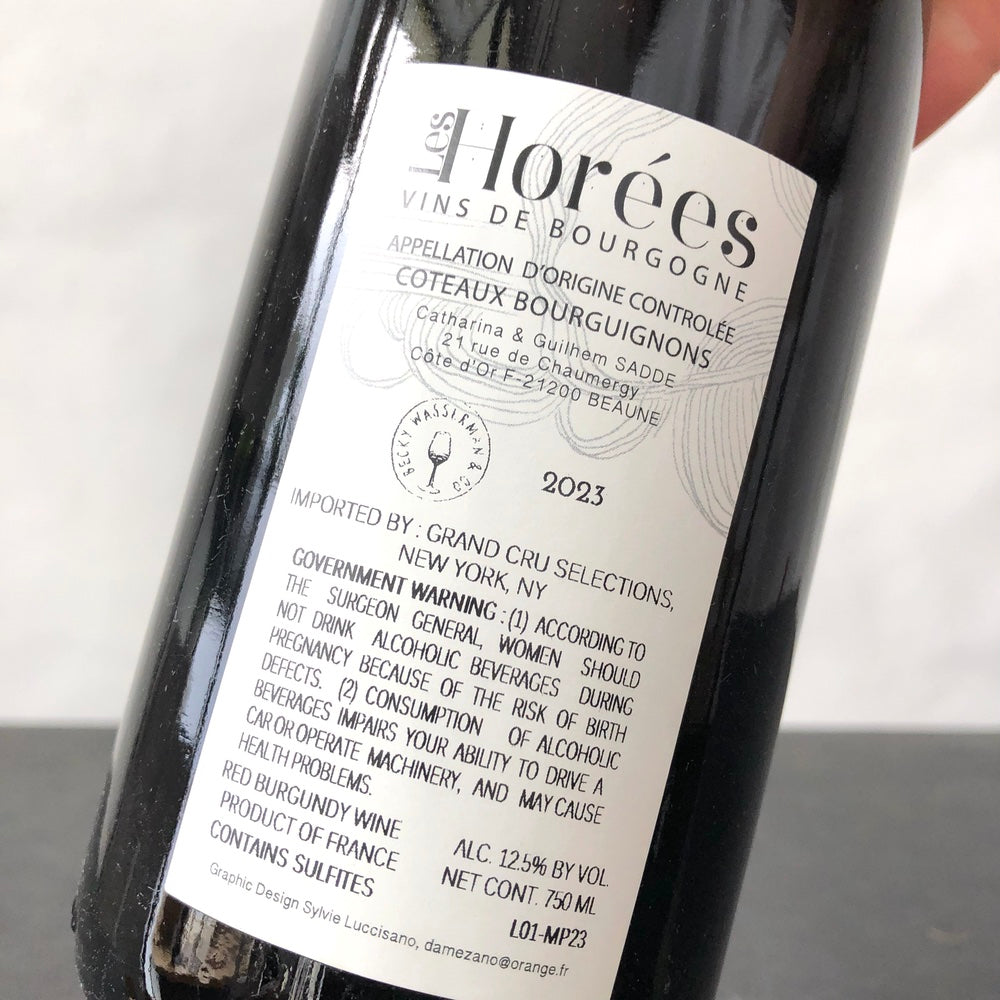 Les Horées
VINS DE BOURGOGNE
APPELLATION D'ORIGINE CONTROLÉE
COTEAUX BOURGUIGNONS
Catharina & Guilhem SADDE
21 rue de Chaumergy
Côte d'Or F-21200 BEAUNE
BECKY WASSERMAN & CO
2023
IMPORTED BY : GRAND CRU SELECTIONS,
NEW YORK, NY
GOVERNMENT WARNING : (1) ACCORDING TO
THE SURGEON GENERAL, WOMEN SHOULD
NOT DRINK ALCOHOLIC BEVERAGES DURING
PREGNANCY BECAUSE OF THE RISK OF BIRTH
DEFECTS. (2) CONSUMPTION OF ALCOHOLIC
BEVERAGES IMPAIRS YOUR ABILITY TO DRIVE A
CAR OR OPERATE MACHINERY, AND MAY CAUSE
HEALTH PROBLEMS.
RED BURGUNDY WINE
PRODUCT OF FRANCE
CONTAINS SULFITES
ALC. 12.5% BY VOL.
NET CONT. 750 ML
L01-MP23
Graphic Design Sylvie Luccisano, damezano@orange.fr